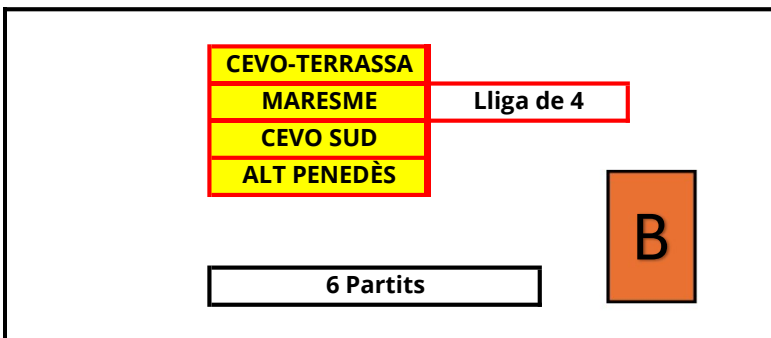 CEVO-TERRASSA
MARESME
Lliga de 4
CEVO SUD
ALT PENEDÈS
B
6 Partits